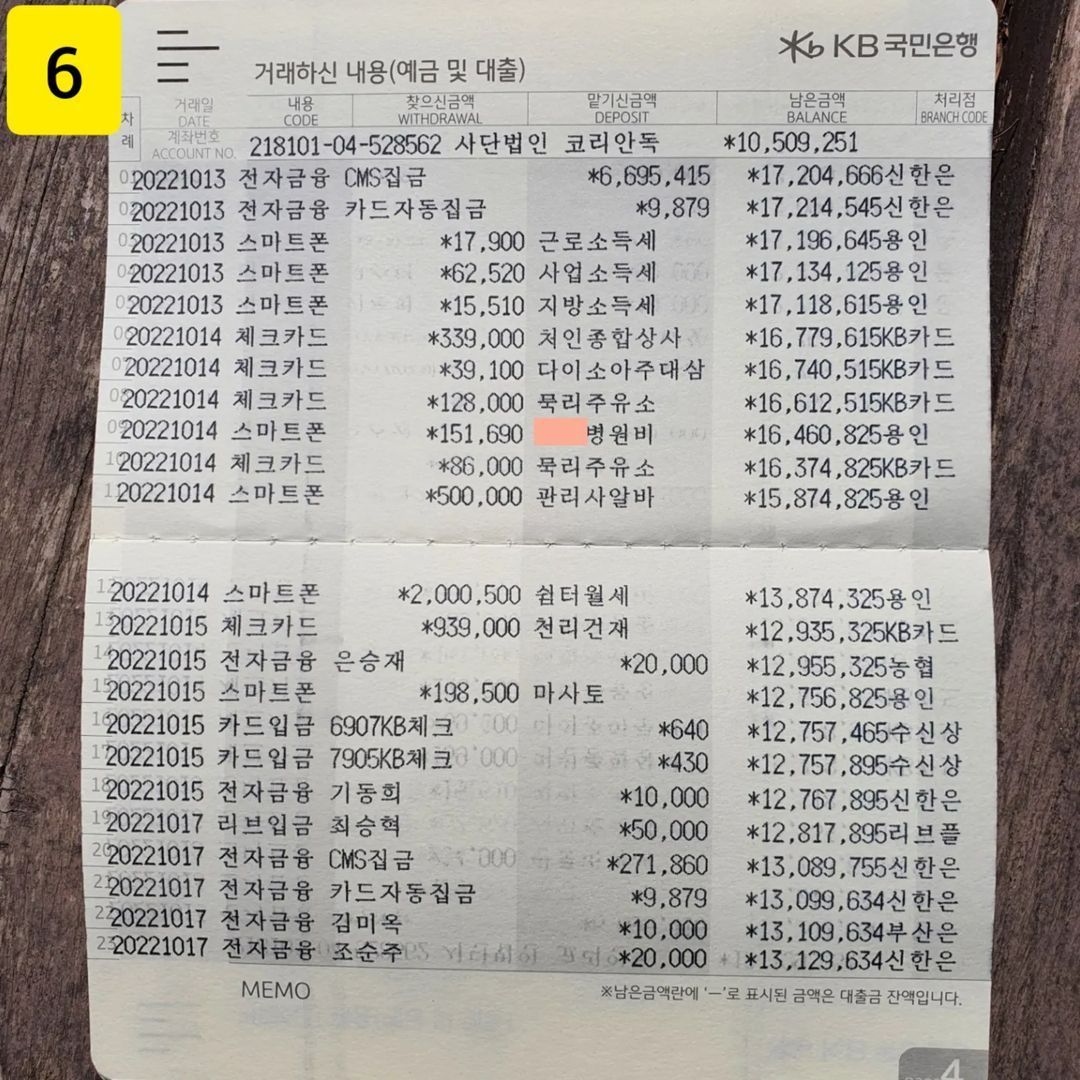 6
KB국민은행
거래하신 내용(예금 및 대출)
차례 거래일 DATE 내용 CODE 찾으신금액 WITHDRAWAL 맡기신금액 DEPOSIT 남은금액 BALANCE 처리점 BRANCH CODE
계좌번호 ACCOUNT NO. 218101-04-528562 사단법인 코리안독 *10,509,251
01 20221013 전자금융 CMS집금 *6,695,415 *17,204,666신한은
02 20221013 전자금융 카드자동집금 *9,879 *17,214,545신한은
03 20221013 스마트폰 *17,900 근로소득세 *17,196,645용인
04 20221013 스마트폰 *62,520 사업소득세 *17,134,125용인
05 20221013 스마트폰 *15,510 지방소득세 *17,118,615용인
06 20221014 체크카드 *339,000 처인종합상사 *16,779,615KB카드
07 20221014 체크카드 *39,100 다이소아주대삼 *16,740,515KB카드
08 20221014 체크카드 *128,000 묵리주유소 *16,612,515KB카드
09 20221014 스마트폰 *151,690 병원비 *16,460,825용인
10 20221014 체크카드 *86,000 묵리주유소 *16,374,825KB카드
11 20221014 스마트폰 *500,000 관리사알바 *15,874,825용인
12 20221014 스마트폰 *2,000,500 쉼터월세 *13,874,325용인
13 20221015 체크카드 *939,000 천리건재 *12,935,325KB카드
14 20221015 전자금융 은승재 *20,000 *12,955,325농협
15 20221015 스마트폰 *198,500 마사토 *12,756,825용인
16 20221015 카드입금 6907KB체크 *640 *12,757,465수신상
17 20221015 카드입금 7905KB체크 *430 *12,757,895수신상
18 20221015 전자금융 기동희 *10,000 *12,767,895신한은
19 20221017 리브입금 최승혁 *50,000 *12,817,895리브플
20 20221017 전자금융 CMS집금 *271,860 *13,089,755신한은
21 20221017 전자금융 카드자동집금 *9,879 *13,099,634신한은
22 20221017 전자금융 김미옥 *10,000 *13,109,634부산은
23 20221017 전자금융 조순주 *20,000 *13,129,634신한은
MEMO
※남은금액란에 '—'로 표시된 금액은 대출금 잔액입니다.
4